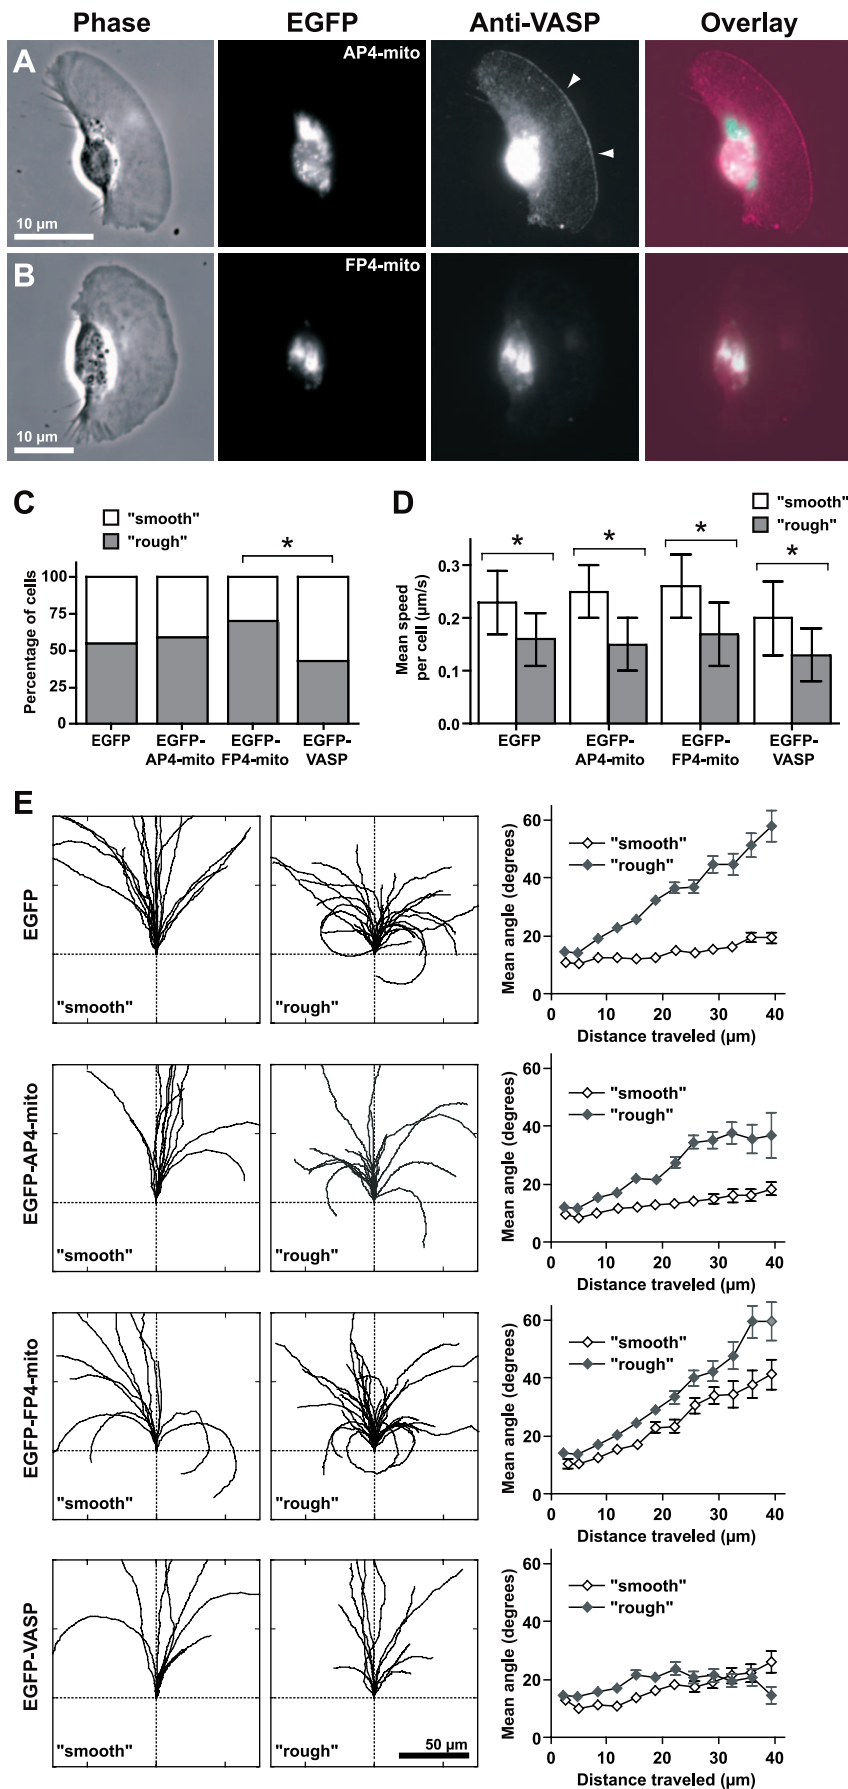 Phase EGFP Anti-VASP Overlay
A AP4-mito
10 µm
B FP4-mito
10 µm
C
"smooth"
"rough"
*
Percentage of cells
100
75
50
25
0
EGFP EGFP-AP4-mito EGFP-FP4-mito EGFP-VASP
D
"smooth"
"rough"
* * * *
Mean speed
per cell (µm/s)
0.3
0.2
0.1
0.0
EGFP EGFP-AP4-mito EGFP-FP4-mito EGFP-VASP
E
EGFP
"smooth"
"rough"
Mean angle (degrees)
60
40
20
0
"smooth"
"rough"
0 10 20 30 40
Distance traveled (µm)
EGFP-AP4-mito
"smooth"
"rough"
Mean angle (degrees)
60
40
20
0
"smooth"
"rough"
0 10 20 30 40
Distance traveled (µm)
EGFP-FP4-mito
"smooth"
"rough"
Mean angle (degrees)
60
40
20
0
"smooth"
"rough"
0 10 20 30 40
Distance traveled (µm)
EGFP-VASP
"smooth"
"rough"
50 µm
Mean angle (degrees)
60
40
20
0
"smooth"
"rough"
0 10 20 30 40
Distance traveled (µm)